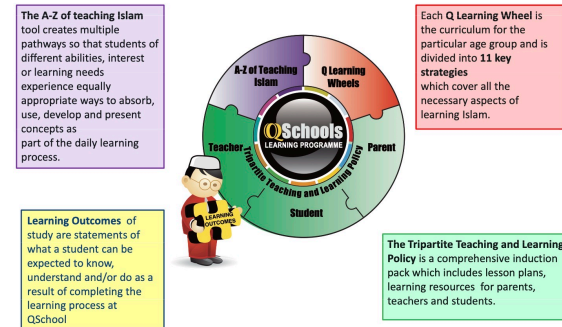 The A-Z of teaching Islam
tool creates multiple
pathways so that students of
different abilities, interest
or learning needs
experience equally
appropriate ways to absorb,
use, develop and present
concepts as
part of the daily learning
process.
Each Q Learning Wheel is
the curriculum for the
particular age group and is
divided into 11 key
strategies
which cover all the
necessary aspects of
learning Islam.
A-Z of Teaching
Islam
Q Learning
Wheels
QSchools
LEARNING PROGRAMME
Teacher
Parent
Tripartite Teaching and Learning Policy
Student
LEARNING
OUTCOMES
Learning Outcomes of
study are statements of
what a student can be
expected to know,
understand and/or do as a
result of completing the
learning process at
QSchool
The Tripartite Teaching and Learning
Policy is a comprehensive induction
pack which includes lesson plans,
learning resources for parents,
teachers and students.